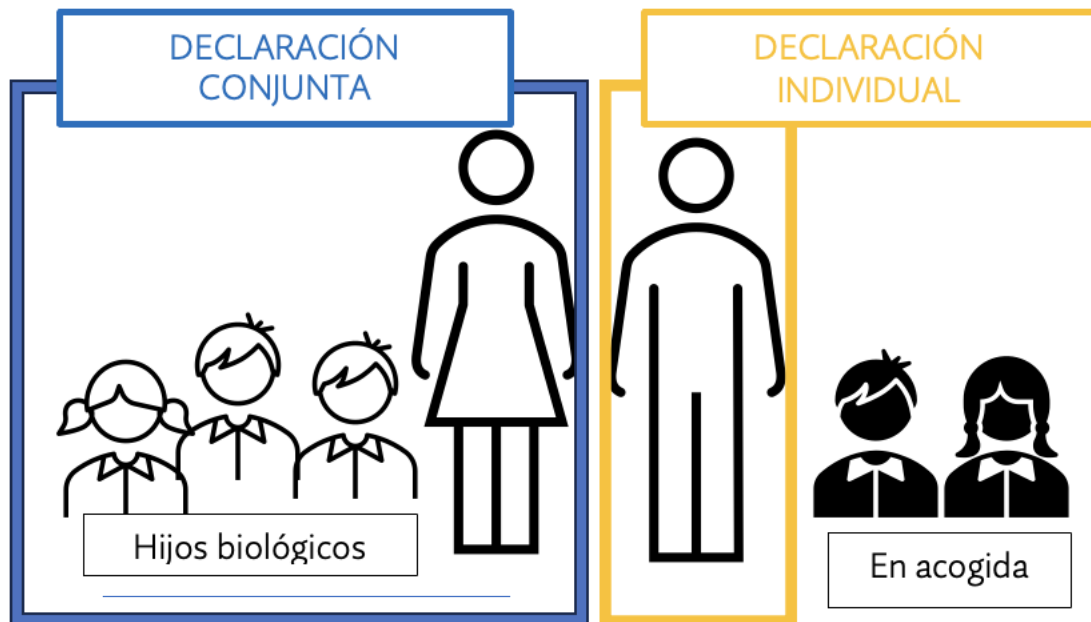 DECLARACIÓN
CONJUNTA
DECLARACIÓN
INDIVIDUAL
Hijos biológicos
En acogida